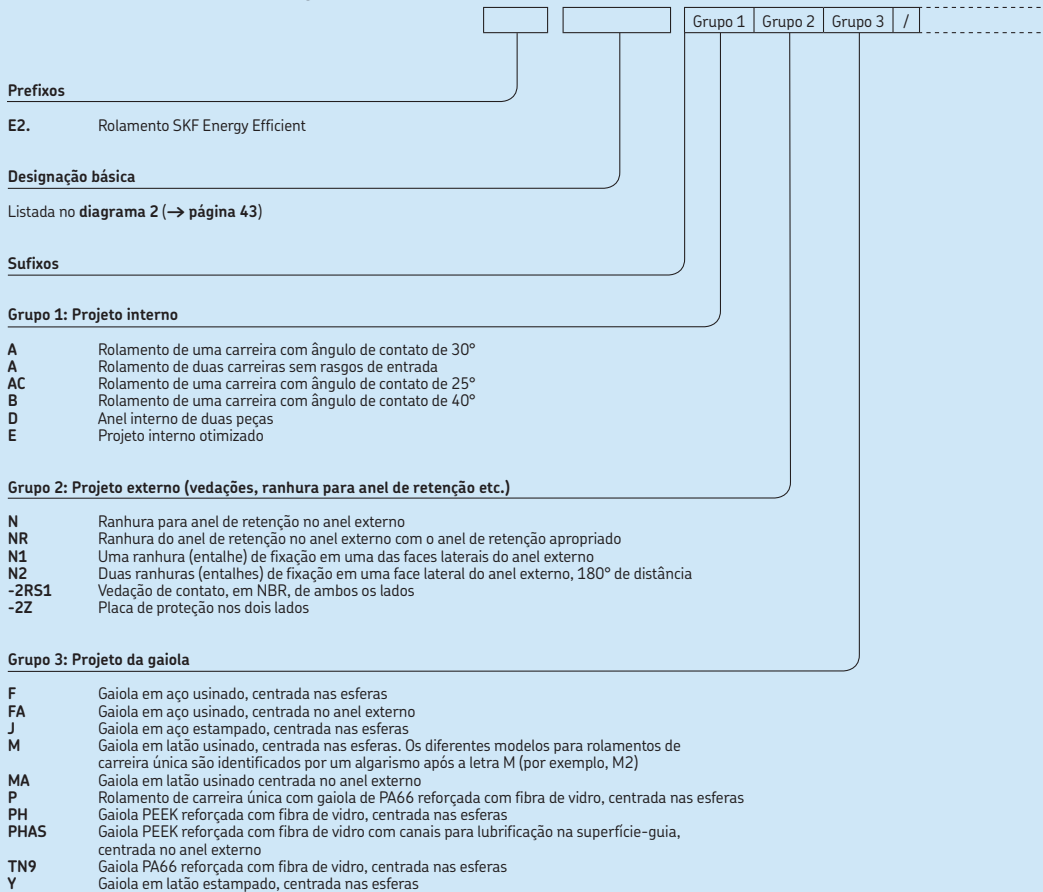 Grupo 1 Grupo 2 Grupo 3 /
Prefixos
E2. Rolamento SKF Energy Efficient
Designação básica
Listada no diagrama 2 (→ página 43)
Sufixos
Grupo 1: Projeto interno
A Rolamento de uma carreira com ângulo de contato de 30°
A Rolamento de duas carreiras sem rasgos de entrada
AC Rolamento de uma carreira com ângulo de contato de 25°
B Rolamento de uma carreira com ângulo de contato de 40°
D Anel interno de duas peças
E Projeto interno otimizado
Grupo 2: Projeto externo (vedações, ranhura para anel de retenção etc.)
N Ranhura para anel de retenção no anel externo
NR Ranhura do anel de retenção no anel externo com o anel de retenção apropriado
N1 Uma ranhura (entalhe) de fixação em uma das faces laterais do anel externo
N2 Duas ranhuras (entalhes) de fixação em uma face lateral do anel externo, 180° de distância
-2RS1 Vedação de contato, em NBR, de ambos os lados
-2Z Placa de proteção nos dois lados
Grupo 3: Projeto da gaiola
F Gaiola em aço usinado, centrada nas esferas
FA Gaiola em aço usinado, centrada no anel externo
J Gaiola em aço estampado, centrada nas esferas
M Gaiola em latão usinado, centrada nas esferas. Os diferentes modelos para rolamentos de
carreira única são identificados por um algarismo após a letra M (por exemplo, M2)
MA Gaiola em latão usinado centrada no anel externo
P Rolamento de carreira única com gaiola de PA66 reforçada com fibra de vidro, centrada nas esferas
PH Gaiola PEEK reforçada com fibra de vidro, centrada nas esferas
PHAS Gaiola PEEK reforçada com fibra de vidro com canais para lubrificação na superfície-guia,
centrada no anel externo
TN9 Gaiola PA66 reforçada com fibra de vidro, centrada nas esferas
Y Gaiola em latão estampado, centrada nas esferas